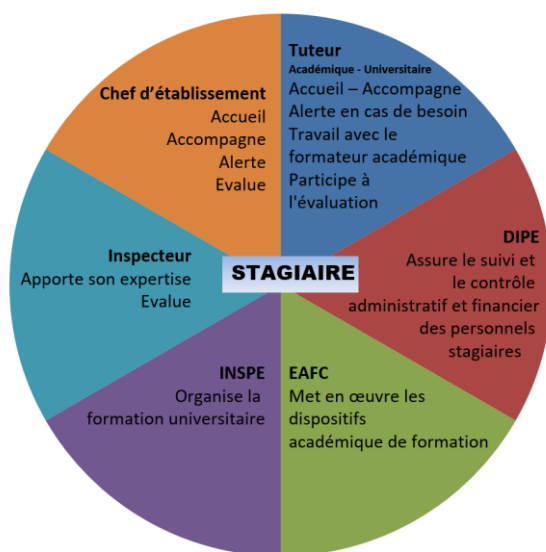 Tuteur
Académique - Universitaire
Accueil – Accompagne
Alerte en cas de besoin
Travail avec le
formateur académique
Participe à
l'évaluation
DIPE
Assure le suivi et
le contrôle
administratif et financier
des personnels
stagiaires
EAFC
Met en œuvre les
dispositifs
académique de formation
INSPE
Organise la
formation universitaire
Inspecteur
Apporte son expertise
Evalue
Chef d'établissement
Accueil
Accompagne
Alerte
Evalue
STAGIAIRE